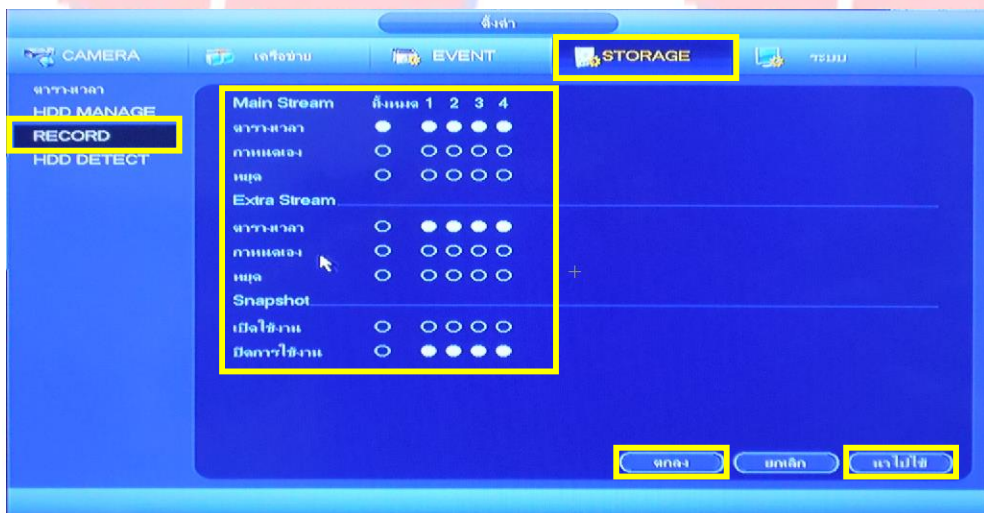 ตั้งค่า
CAMERA เครือข่าย EVENT STORAGE ระบบ
ตารางเวลา
HDD MANAGE
RECORD
HDD DETECT
Main Stream ทั้งหมด 1 2 3 4
ตารางเวลา
กำหนดเอง
หยุด
Extra Stream
ตารางเวลา
กำหนดเอง
หยุด
Snapshot
เปิดใช้งาน
ปิดการใช้งาน
ตกลง ยกเลิก นำไปใช้